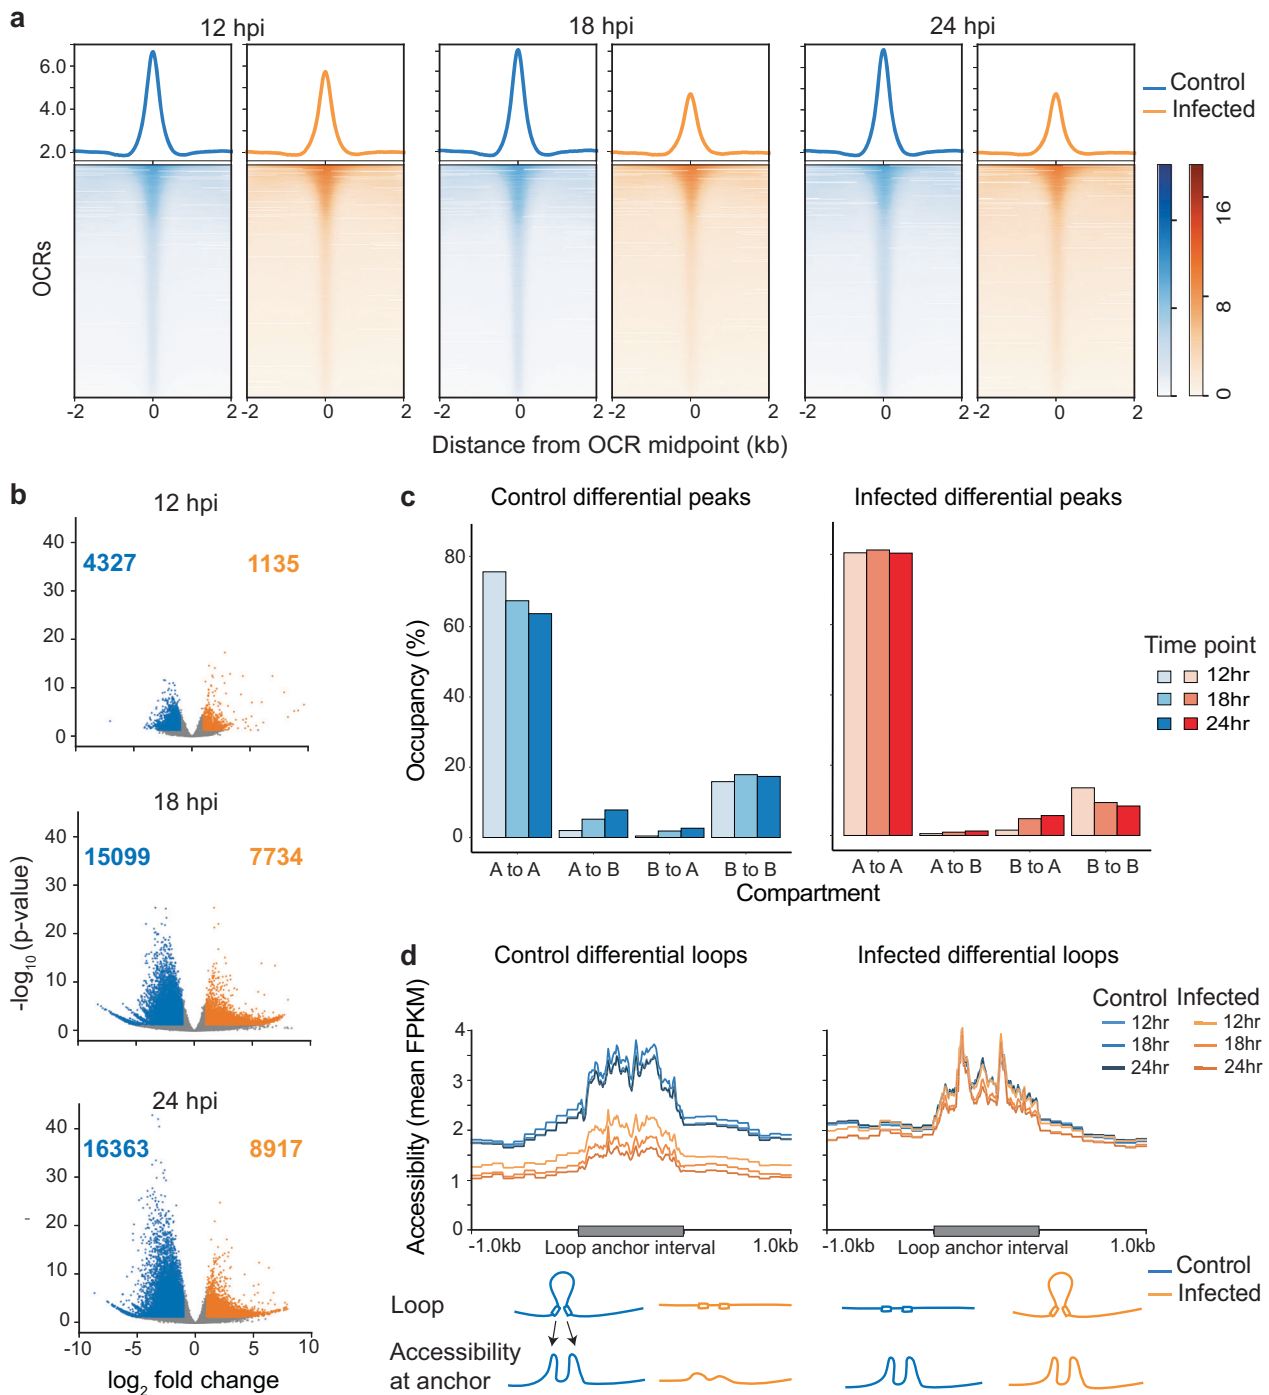 a
12 hpi
18 hpi
24 hpi
6.0
4.0
2.0
Control
Infected
OCRs
16
8
0
-2 0 2 -2 0 2 -2 0 2 -2 0 2 -2 0 2 -2 0 2
Distance from OCR midpoint (kb)
b
12 hpi
4327
1135
40
30
20
10
0
18 hpi
15099
7734
40
30
20
10
0
24 hpi
16363
8917
40
30
20
10
0
-10 -5 0 5 10
-log10 (p-value)
log2 fold change
c
Control differential peaks
Infected differential peaks
80
60
40
20
0
Occupancy (%)
A to A A to B B to A B to B
A to A A to B B to A B to B
Compartment
Time point
12hr
18hr
24hr
d
Control differential loops
Infected differential loops
Control Infected
12hr 12hr
18hr 18hr
24hr 24hr
4
3
2
1
0
Accessiblity (mean FPKM)
-1.0kb Loop anchor interval 1.0kb
-1.0kb Loop anchor interval 1.0kb
Control
Infected
Loop
Accessibility
at anchor